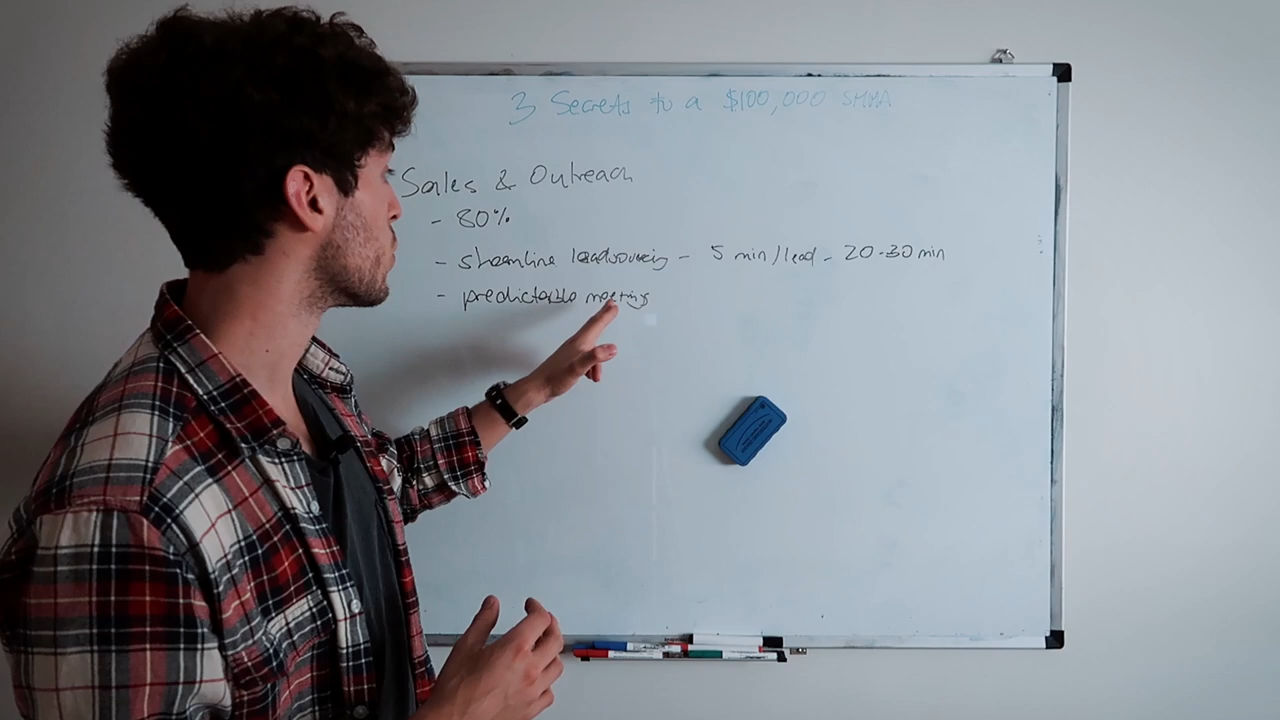 3 Secrets to a $100,000 SMMA
Sales & Outreach
- 80%
- streamline leadsourcing - 5 min/lead - 20-30 min
- predictable meetings